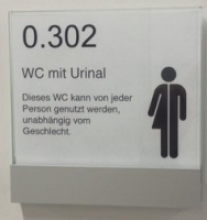 0.302
WC mit Urinal
Dieses WC kann von jeder
Person genutzt werden,
unabhängig vom
Geschlecht.